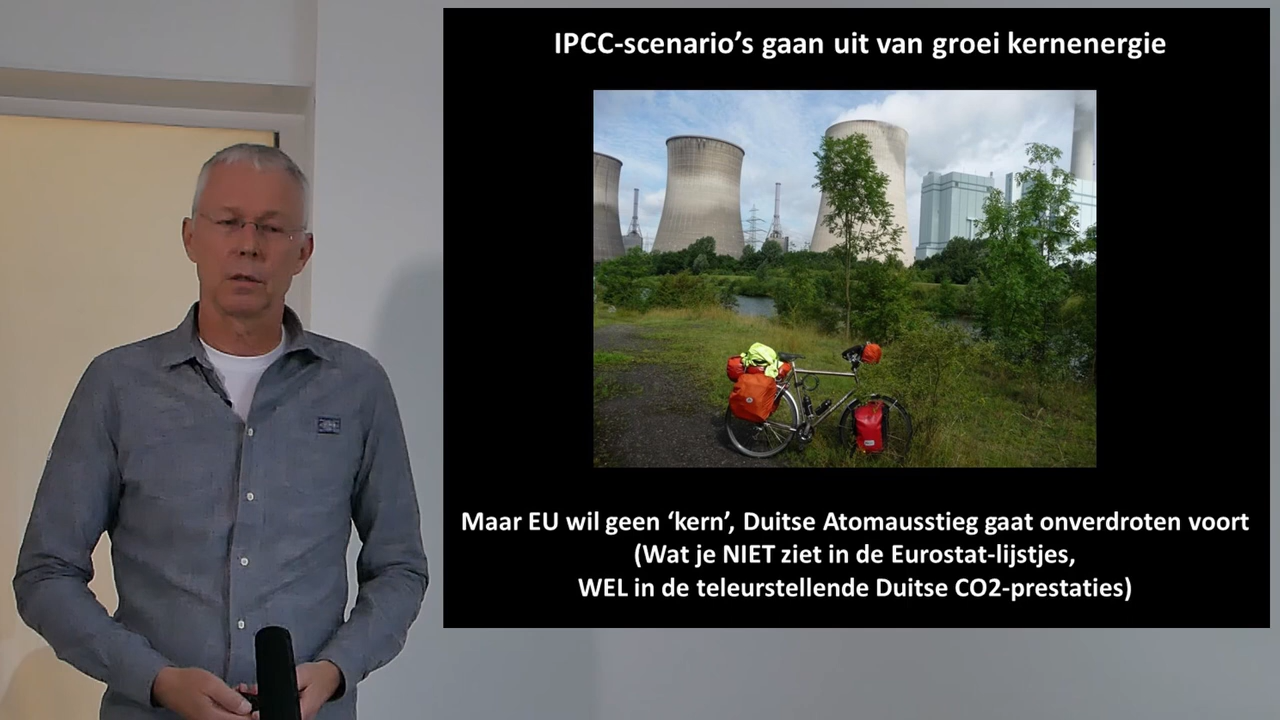 IPCC-scenario’s gaan uit van groei kernenergie
Maar EU wil geen ‘kern’, Duitse Atomausstieg gaat onverdroten voort
(Wat je NIET ziet in de Eurostat-lijstjes,
WEL in de teleurstellende Duitse CO2-prestaties)